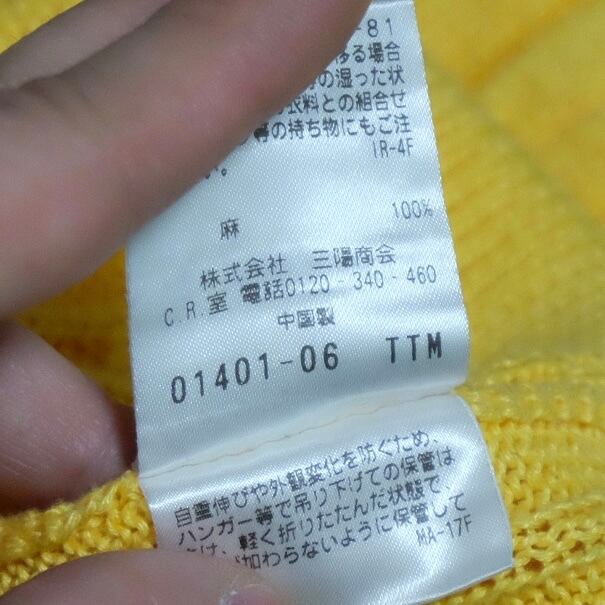 -81
る場合
の湿った状
衣料との組合せ
等の持ち物にもご注
い。 IR-4F
麻 100%
株式会社 三陽商会
C.R.室 電話0120-340-460
中国製
01401-06 TTM
自重伸びや外観変化を防ぐため、
ハンガー等で吊り下げての保管は
軽く折りたたんだ状態で、
加わらないように保管して
MA-17F